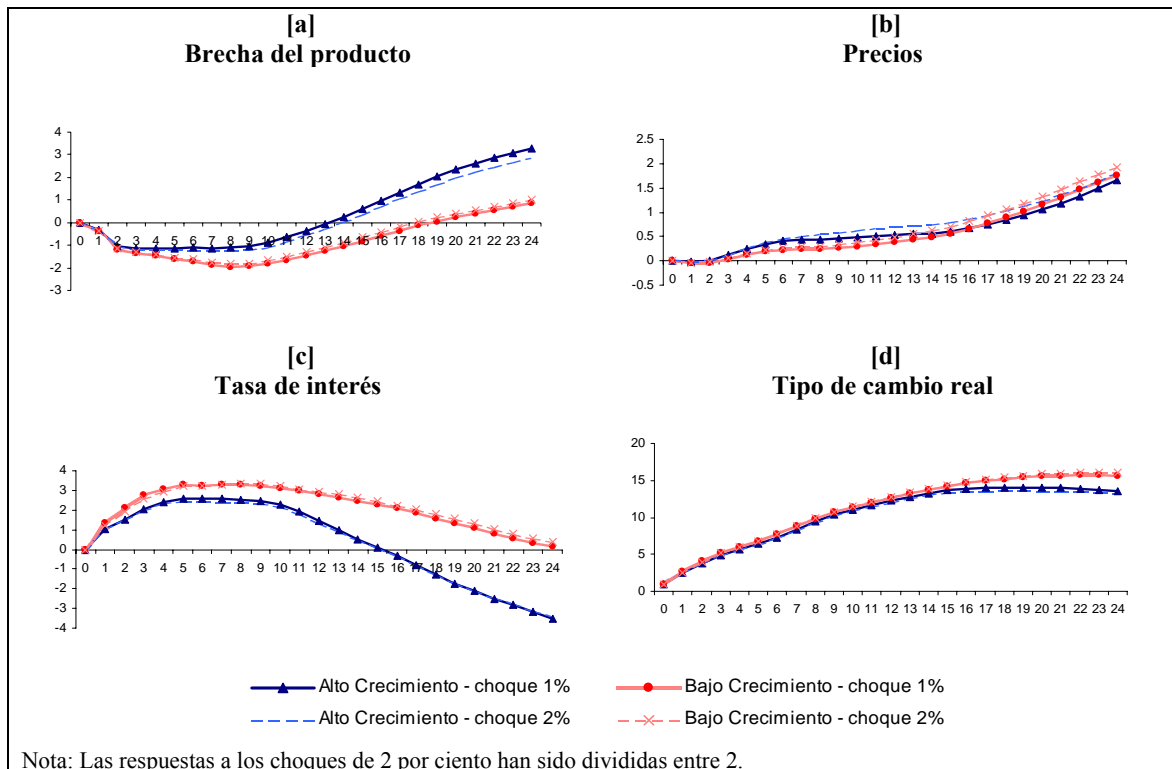 [a]
Brecha del producto
4
3
2
1
0
-1
-2
-3
0 1 2 3 4 5 6 7 8 9 10 11 12 13 14 15 16 17 18 19 20 21 22 23 24
[b]
Precios
2.5
2
1.5
1
0.5
0
-0.5
0 1 2 3 4 5 6 7 8 9 10 11 12 13 14 15 16 17 18 19 20 21 22 23 24
[c]
Tasa de interés
4
3
2
1
0
-1
-2
-3
-4
0 1 2 3 4 5 6 7 8 9 10 11 12 13 14 15 16 17 18 19 20 21 22 23 24
[d]
Tipo de cambio real
20
15
10
5
0
0 1 2 3 4 5 6 7 8 9 10 11 12 13 14 15 16 17 18 19 20 21 22 23 24
Alto Crecimiento - choque 1% Bajo Crecimiento - choque 1%
Alto Crecimiento - choque 2% Bajo Crecimiento - choque 2%
Nota: Las respuestas a los choques de 2 por ciento han sido divididas entre 2.